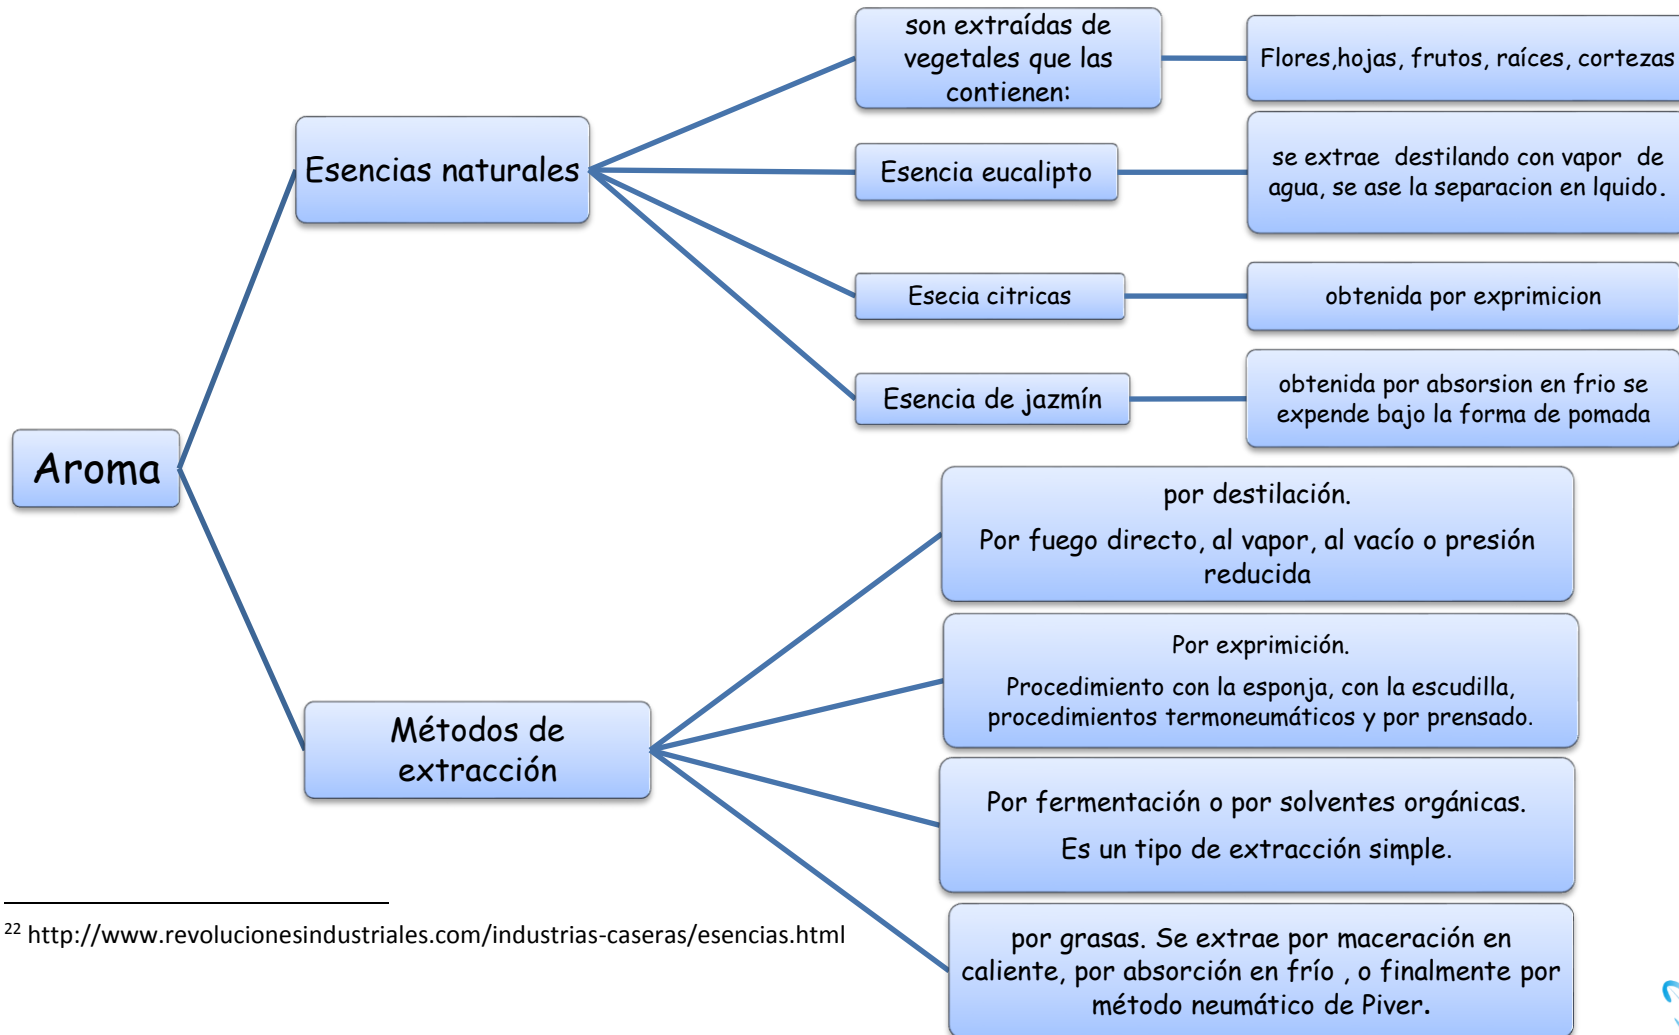 Aroma
Esencias naturales
son extraídas de
vegetales que las
contienen:
Flores,hojas, frutos, raíces, cortezas
Esencia eucalipto
se extrae destilando con vapor de
agua, se ase la separacion en lquido.
Esecia citricas
obtenida por exprimicion
Esencia de jazmín
obtenida por absorsion en frio se
expende bajo la forma de pomada
Métodos de
extracción
por destilación.
Por fuego directo, al vapor, al vacío o presión
reducida
Por exprimición.
Procedimiento con la esponja, con la escudilla,
procedimientos termoneumáticos y por prensado.
Por fermentación o por solventes orgánicas.
Es un tipo de extracción simple.
por grasas. Se extrae por maceración en
caliente, por absorción en frío , o finalmente por
método neumático de Piver.
22 http://www.revolucionesindustriales.com/industrias-caseras/esencias.html